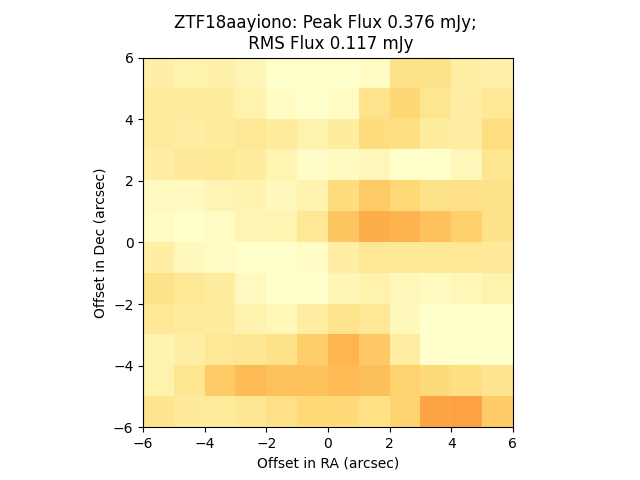 ZTF18aayiono: Peak Flux 0.376 mJy;
RMS Flux 0.117 mJy
6
4
2
0
−2
−4
−6
Offset in Dec (arcsec)
−6 −4 −2 0 2 4 6
Offset in RA (arcsec)